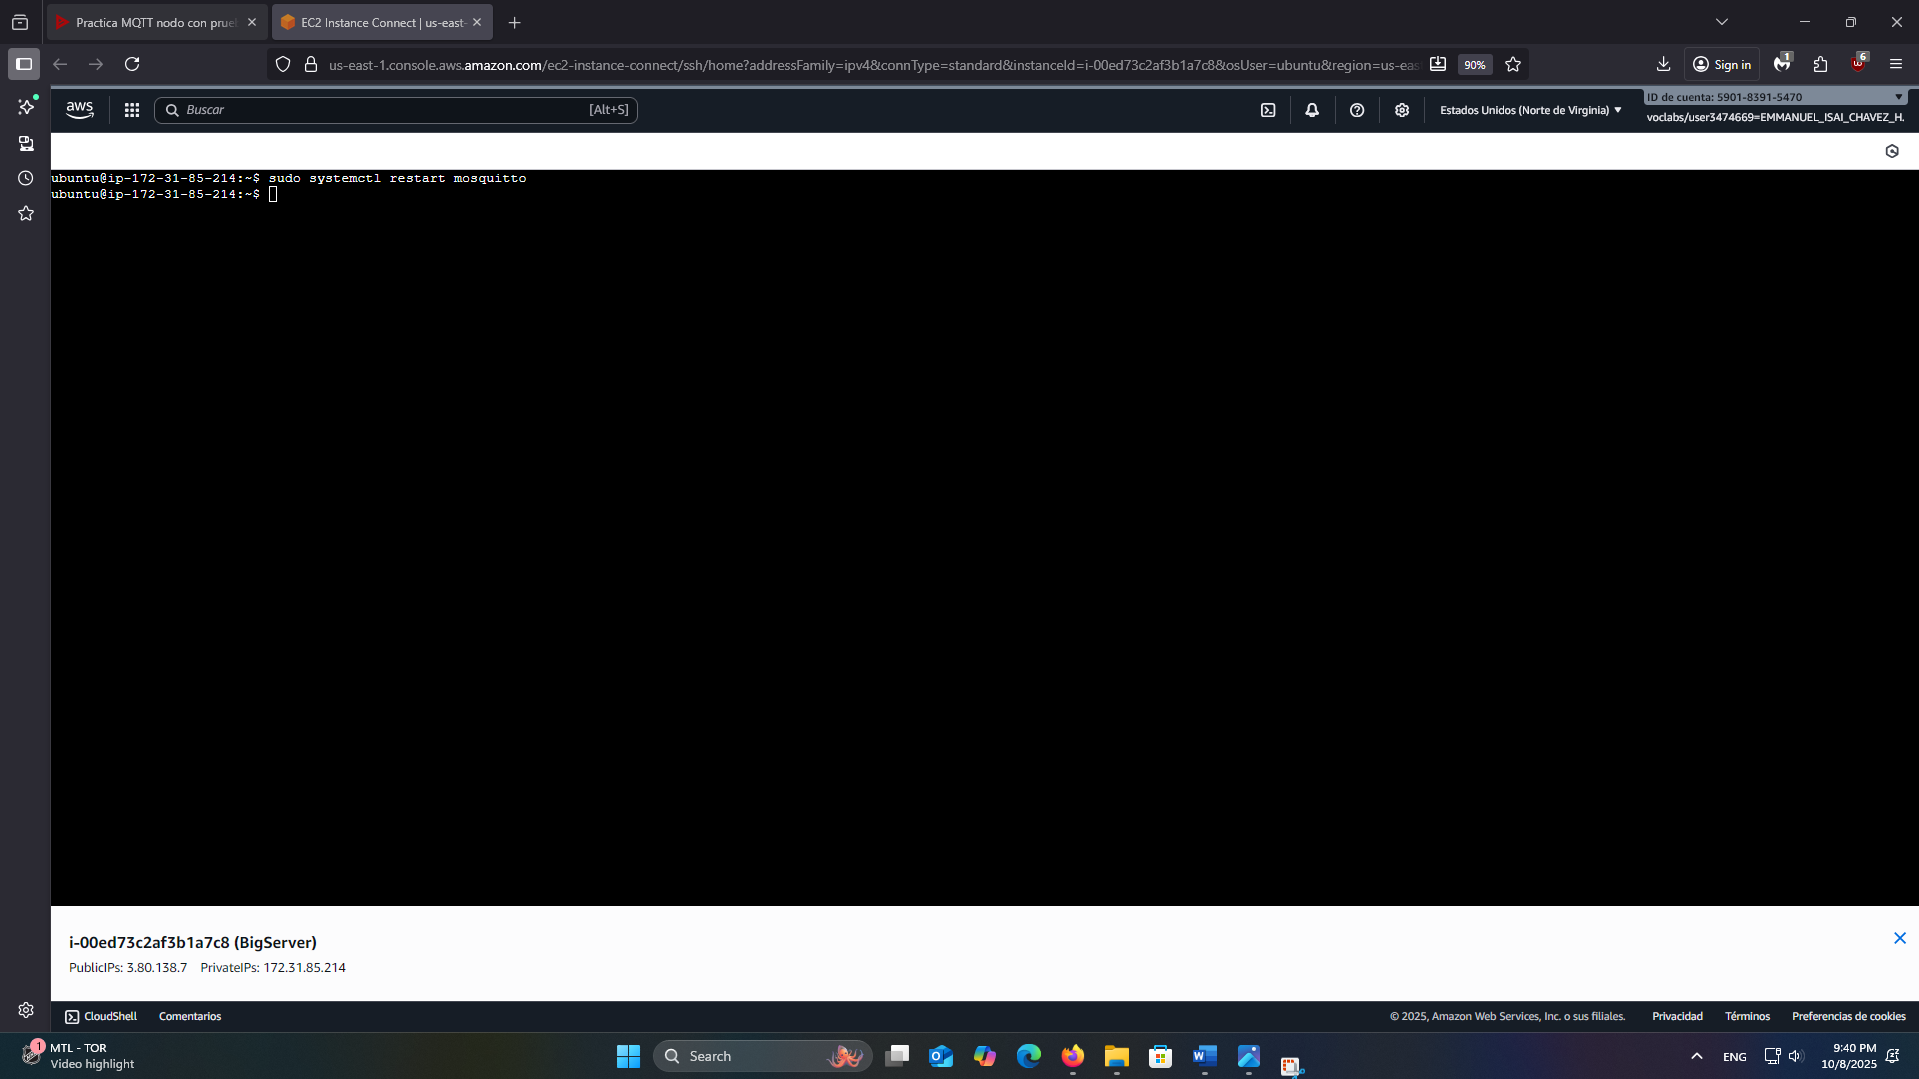 Practica MQTT nodo con prue
EC2 Instance Connect | us-east-
us-east-1.console.aws.amazon.com/ec2-instance-connect/ssh/home?addressFamily=ipv4&connType=standard&instanceId=i-00ed73c2af3b1a7c8&osUser=ubuntu&region=us-eas
90%
Sign in
1
6
aws
Buscar
[Alt+S]
Estados Unidos (Norte de Virginia)
ID de cuenta: 5901-8391-5470
voclabs/user3474669=EMMANUEL_ISAI_CHAVEZ_H.
ubuntu@ip-172-31-85-214:~$ sudo systemctl restart mosquitto
ubuntu@ip-172-31-85-214:~$
i-00ed73c2af3b1a7c8 (BigServer)
PublicIPs: 3.80.138.7 PrivateIPs: 172.31.85.214
CloudShell
Comentarios
© 2025, Amazon Web Services, Inc. o sus filiales.
Privacidad
Términos
Preferencias de cookies
1
MTL - TOR
Video highlight
Search
ENG
9:40 PM
10/8/2025